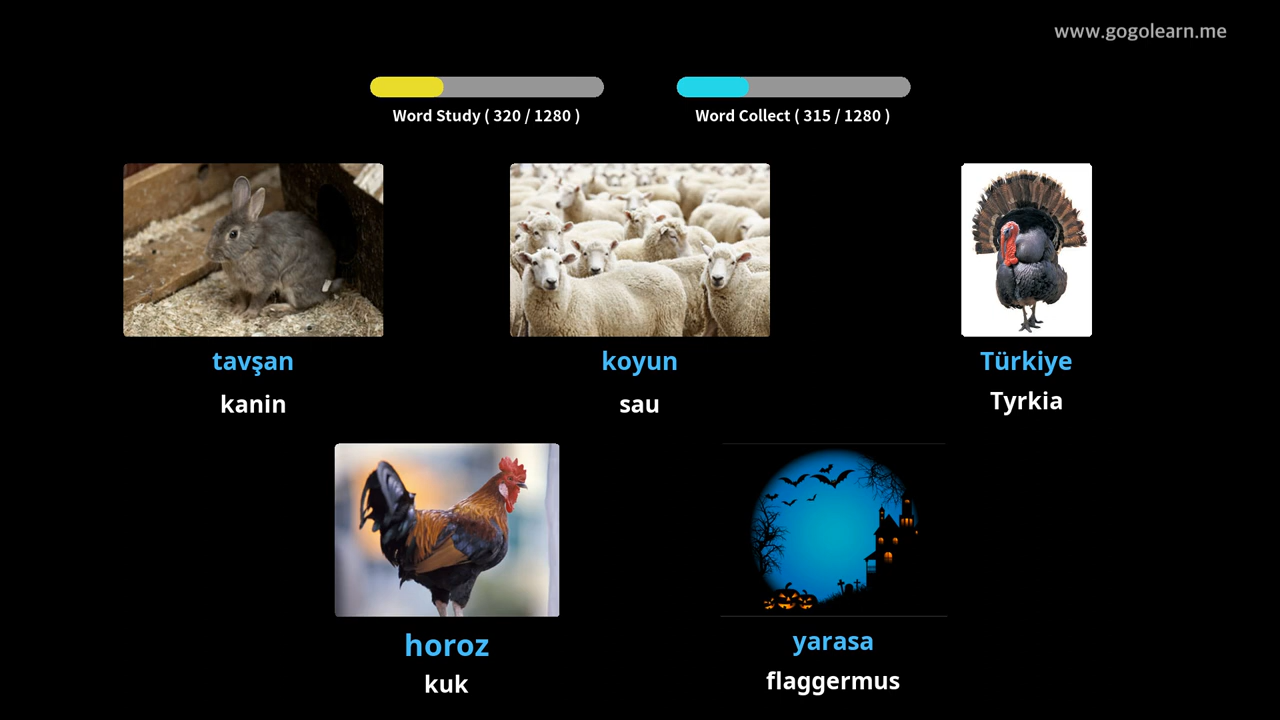 www.gogolearn.me
Word Study ( 320 / 1280 )
Word Collect ( 315 / 1280 )
tavşan
kanin
koyun
sau
Türkiye
Tyrkia
horoz
kuk
yarasa
flaggermus